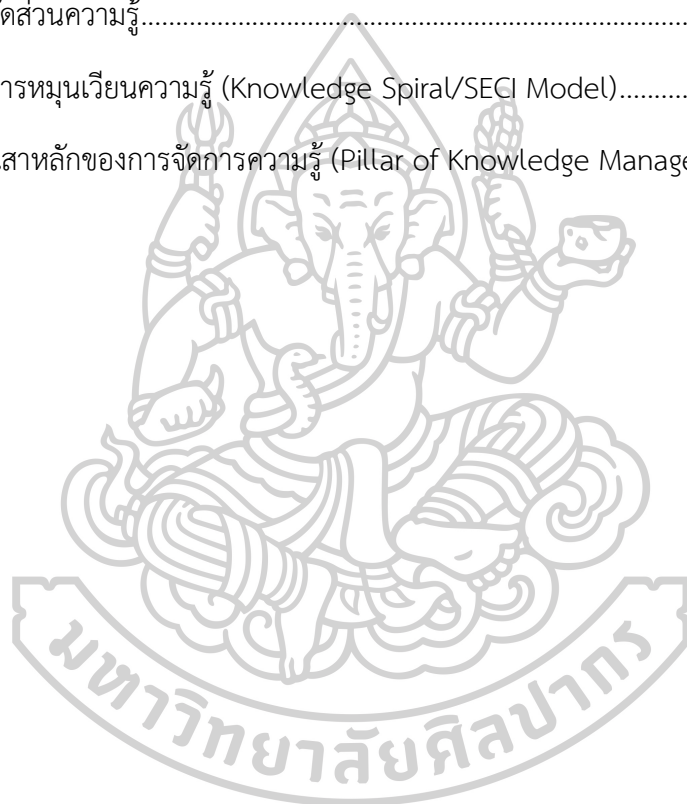 ัดส่วนความรู้
ารหมุนเวียนความรู้ (Knowledge Spiral/SECI Model)
สาหลักของการจัดการความรู้ (Pillar of Knowledge Manage
มหาวิทยาลัยศิลปากร